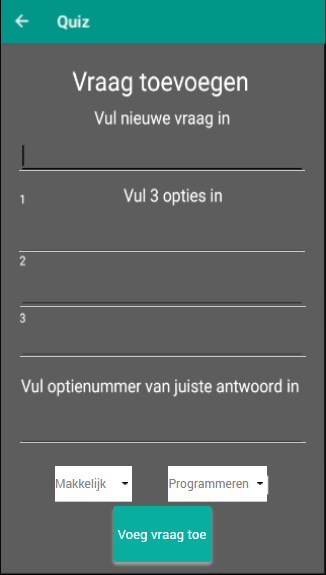 Quiz
Vraag toevoegen
Vul nieuwe vraag in
1
Vul 3 opties in
2
3
Vul optienummer van juiste antwoord in
Makkelijk Programmeren
Voeg vraag toe